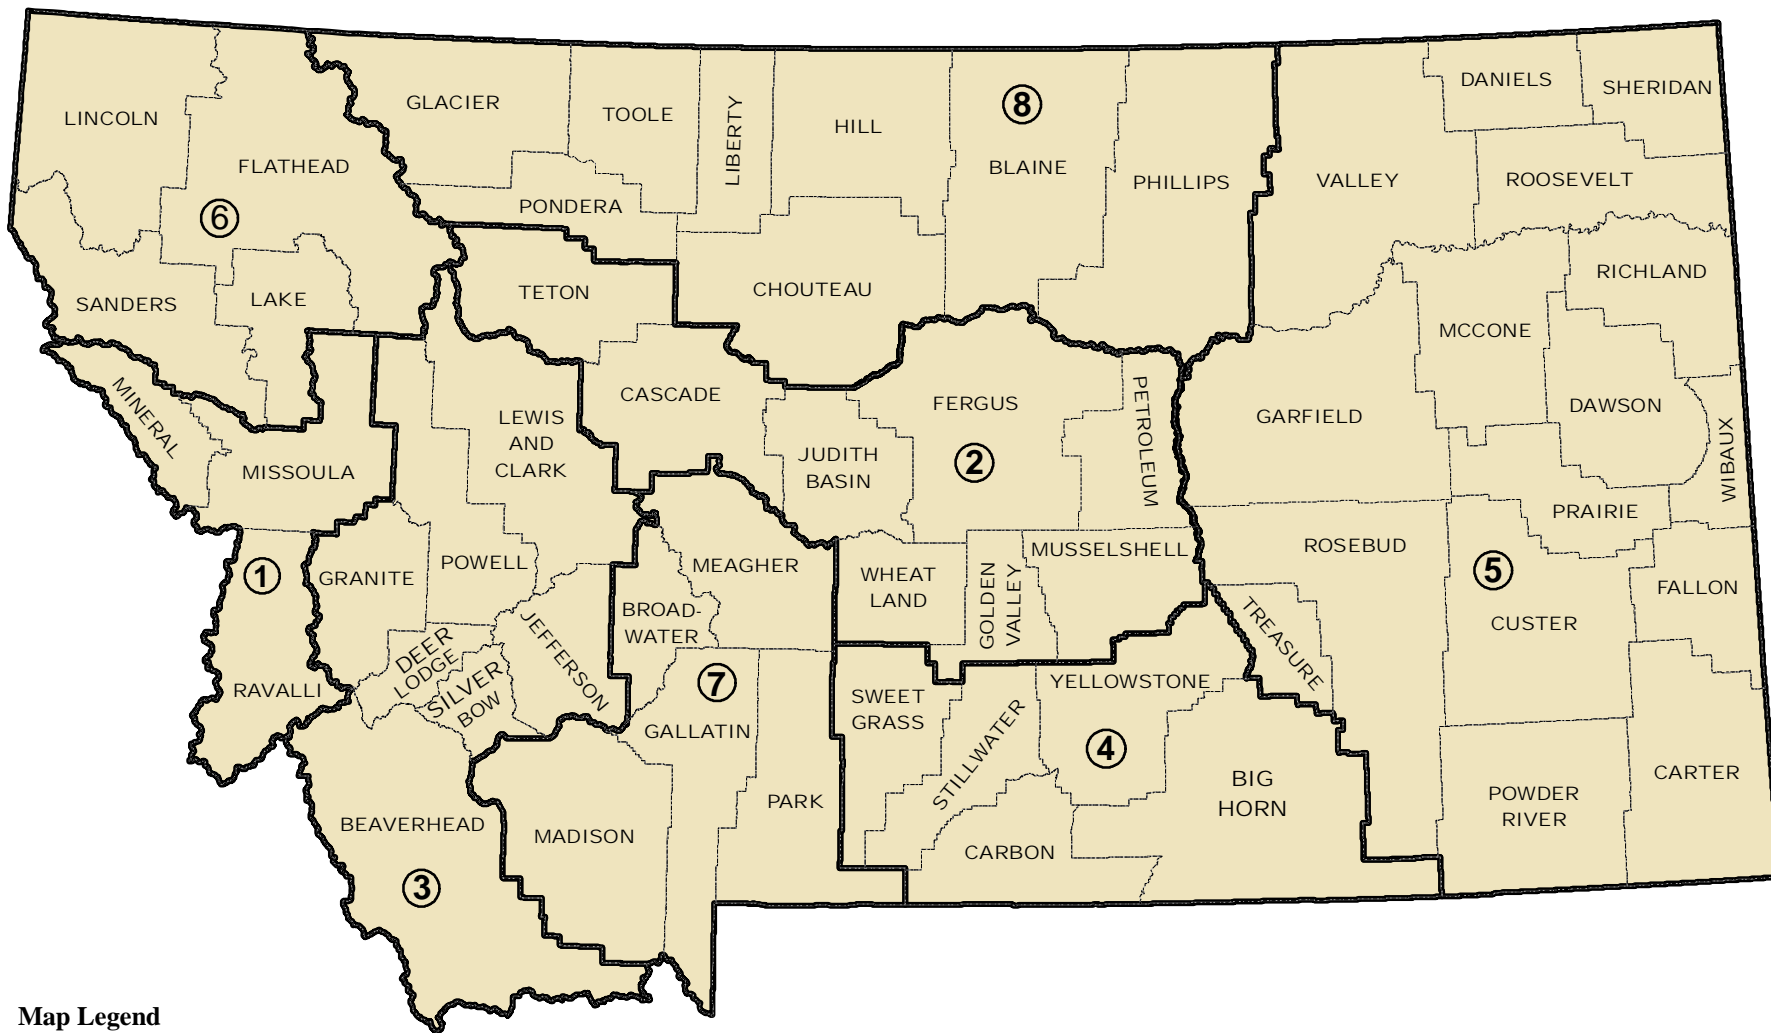 DANIELS
SHERIDAN
GLACIER
TOOLE
LIBERTY
HILL
8
LINCOLN
FLATHEAD
BLAINE
PHILLIPS
VALLEY
ROOSEVELT
6
PONDERA
SANDERS
LAKE
TETON
CHOUTEAU
RICHLAND
MCCONE
MINERAL
CASCADE
FERGUS
PETROLEUM
GARFIELD
DAWSON
WIBAUX
LEWIS
AND
CLARK
MISSOULA
JUDITH
BASIN
2
PRAIRIE
1
GRANITE
POWELL
MEAGHER
WHEAT
LAND
GOLDEN
VALLEY
MUSSELSHELL
ROSEBUD
5
FALLON
CUSTER
BROAD-
WATER
JEFFERSON
DEER
LODGE
SILVER
BOW
RAVALLI
7
GALLATIN
SWEET
GRASS
STILLWATER
YELLOWSTONE
TREASURE
4
BIG
HORN
CARTER
POWDER
RIVER
BEAVERHEAD
MADISON
PARK
CARBON
3
Map Legend